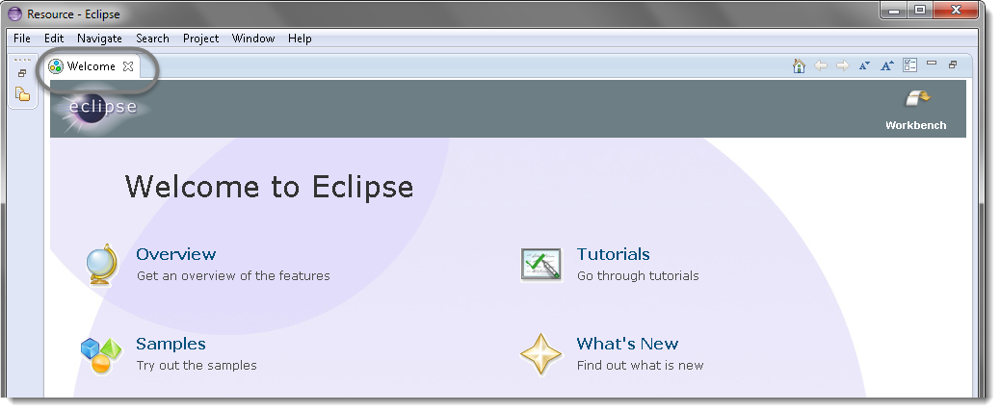 Resource - Eclipse
File Edit Navigate Search Project Window Help
Welcome
eclipse
Workbench
Welcome to Eclipse
Overview
Get an overview of the features
Tutorials
Go through tutorials
Samples
Try out the samples
What's New
Find out what is new